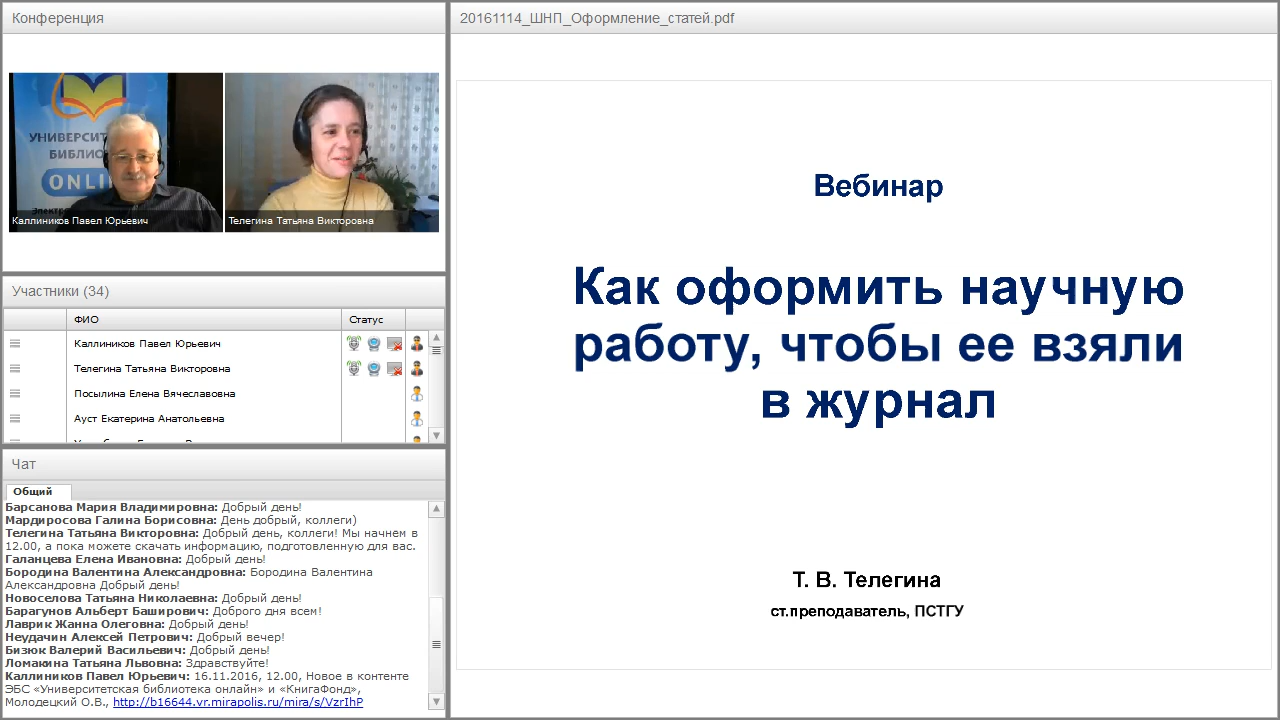 Конференция
20161114_ШНП_Оформление_статей.pdf
УНИВЕРСИТ
БИБЛИО
ONLI
Каллиников Павел Юрьевич
Телегина Татьяна Викторовна
Участники (34)
ФИО
Статус
Каллиников Павел Юрьевич
Телегина Татьяна Викторовна
Посылина Елена Вячеславовна
Ауст Екатерина Анатольевна
Чат
Общий
Барсанова Мария Владимировна: Добрый день!
Мардиросова Галина Борисовна: День добрый, коллеги)
Телегина Татьяна Викторовна: Добрый день, коллеги! Мы начнем в
12.00, а пока можете скачать информацию, подготовленную для вас.
Галанцева Елена Ивановна: Добрый день!
Бородина Валентина Александровна: Бородина Валентина
Александровна Добрый день!
Новоселова Татьяна Николаевна: Добрый день!
Барагунов Альберт Баширович: Доброго дня всем!
Лаврик Жанна Олеговна: Добрый день!
Неудачин Алексей Петрович: Добрый вечер!
Бизюк Валерий Васильевич: Добрый день!
Ломакина Татьяна Львовна: Здравствуйте!
Каллиников Павел Юрьевич: 16.11.2016, 12.00, Новое в контенте
ЭБС «Университетская библиотека онлайн» и «КнигаФонд»,
Молодецкий О.В., http://b16644.vr.mirapolis.ru/mira/s/VzrIhP
Вебинар
Как оформить научную
работу, чтобы ее взяли
в журнал
Т. В. Телегина
ст.преподаватель, ПСТГУ